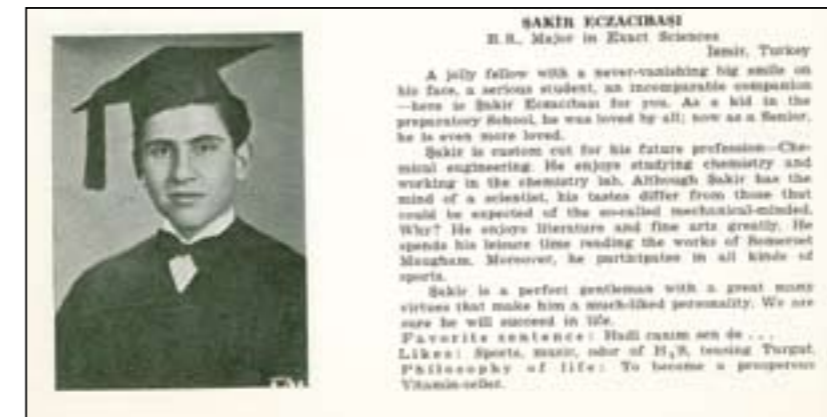 ŞAKİR ECZACIBAŞI
B. S., Major in Exact Sciences
Izmir, Turkey
A jolly fellow with a never-vanishing big smile on
his face, a serious student, an incomparable companion
—here is Şakir Eczacıbaşı for you. As a kid in the
preparatory School, he was loved by all; now as a Senior,
he is even more loved.
Şakir is custom cut for his future profession—Che-
mical engineering. He enjoys studying chemistry and
working in the chemistry lab. Although Şakir has the
mind of a scientist, his tastes differ from those that
could be expected of the so-called mechanical-minded.
Why? He enjoys literature and fine arts greatly. He
spends his leisure time reading the works of Somerset
Maugham. Moreover, he participates in all kinds of
sports.
Şakir is a perfect gentleman with a great many
virtues that make him a much-liked personality. We are
sure he will succeed in life.
Favorite sentence: Hadi canım sen de ...
Likes: Sports, music, odor of H₂S, teasing Turgut.
Philosophy of life: To become a prosperous
Vitamin-seller.